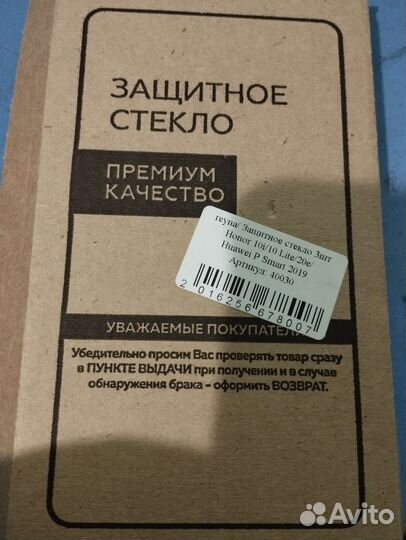 ЗАЩИТНОЕ
СТЕКЛО
ПРЕМИУМ
КАЧЕСТВО
reyna/ Защитное стекло 3шт
Honor 10i/10 Lite/20e/
Huawei P Smart 2019
Артикул: 40030
2016256678007
УВАЖАЕМЫЕ ПОКУПАТЕЛ
Убедительно просим Вас проверять товар сразу
в ПУНКТЕ ВЫДАЧИ при получении и в случае
обнаружения брака - оформить ВОЗВРАТ.
Avito